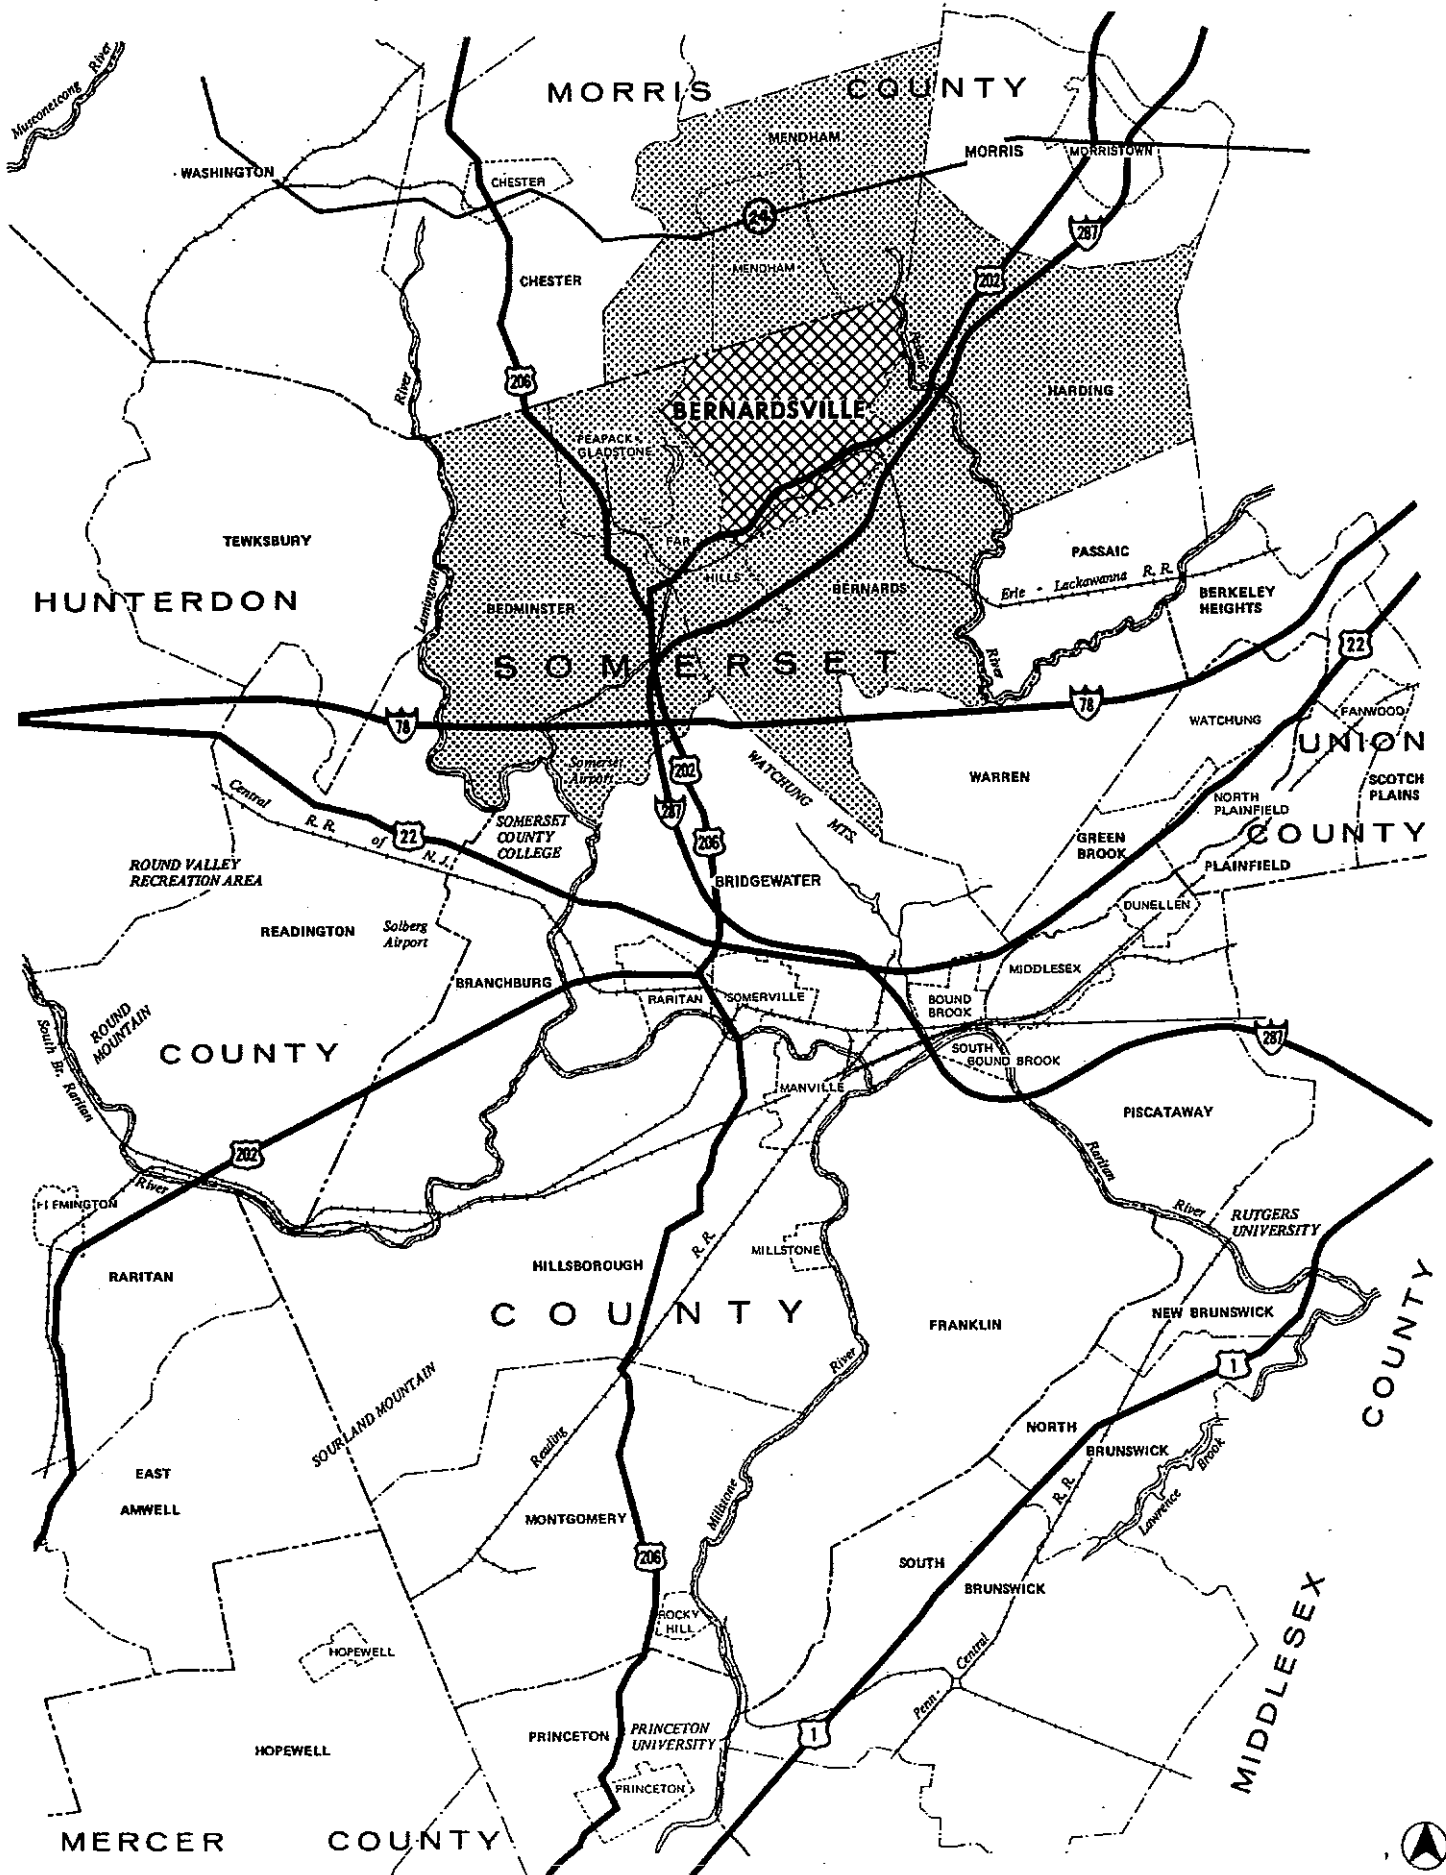 Musconetcong River
MORRIS COUNTY
MENDHAM
MORRIS
MORRISTOWN
WASHINGTON
CHESTER
24
287
202
MENDHAM
CHESTER
206
River
HARDING
BERNARDSVILLE
PEAPACK-
GLADSTONE
TEWKSBURY
FAR
HILLS
PASSAIC
Erie - Lackawanna R. R.
BERKELEY
HEIGHTS
HUNTERDON
BEDMINSTER
BERNARDS
Lamington
River
22
SOMERSET
78
78
WATCHUNG
FANWOOD
UNION
Somerset
Airport
202
WATCHUNG
MTS.
WARREN
SCOTCH
PLAINS
Central
R. R.
of
N. J.
22
287
206
SOMERSET
COUNTY
COLLEGE
NORTH
PLAINFIELD
COUNTY
GREEN
BROOK
PLAINFIELD
ROUND VALLEY
RECREATION AREA
BRIDGEWATER
DUNELLEN
READINGTON
Solberg
Airport
BRANCHBURG
MIDDLESEX
RARITAN
SOMERVILLE
BOUND
BROOK
ROUND
MOUNTAIN
South Br. Raritan
COUNTY
SOUTH
BOUND BROOK
287
MANVILLE
PISCATAWAY
202
River
Raritan
River
FLEMINGTON
RUTGERS
UNIVERSITY
R. R.
MILLSTONE
RARITAN
HILLSBOROUGH
COUNTY
FRANKLIN
NEW BRUNSWICK
1
COUNTY
River
SOURLAND MOUNTAIN
Reading
NORTH
BRUNSWICK
R. R.
Lawrence
Brook
EAST
AMWELL
Millstone
MONTGOMERY
206
SOUTH
BRUNSWICK
ROCKY
HILL
HOPEWELL
Penn-
Central
MIDDLESEX
PRINCETON
PRINCETON
UNIVERSITY
1
HOPEWELL
PRINCETON
MERCER COUNTY